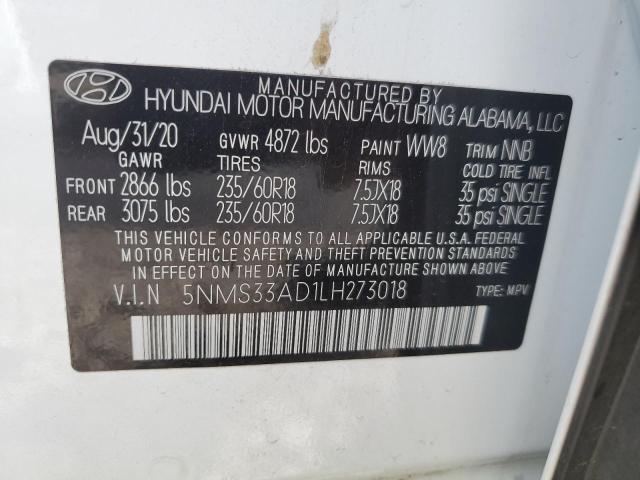 MANUFACTURED BY
HYUNDAI MOTOR MANUFACTURING ALABAMA, LLC
Aug/31/20 GVWR 4872 lbs PAINT WW8 TRIM NNB
GAWR TIRES RIMS COLD TIRE INFL
FRONT 2866 lbs 235/60R18 7.5JX18 35 psi SINGLE
REAR 3075 lbs 235/60R18 7.5JX18 35 psi SINGLE
THIS VEHICLE CONFORMS TO ALL APPLICABLE U.S.A. FEDERAL
MOTOR VEHICLE SAFETY AND THEFT PREVENTION STANDARDS
IN EFFECT ON THE DATE OF MANUFACTURE SHOWN ABOVE.
V.I.N 5NMS33AD1LH273018 TYPE: MPV